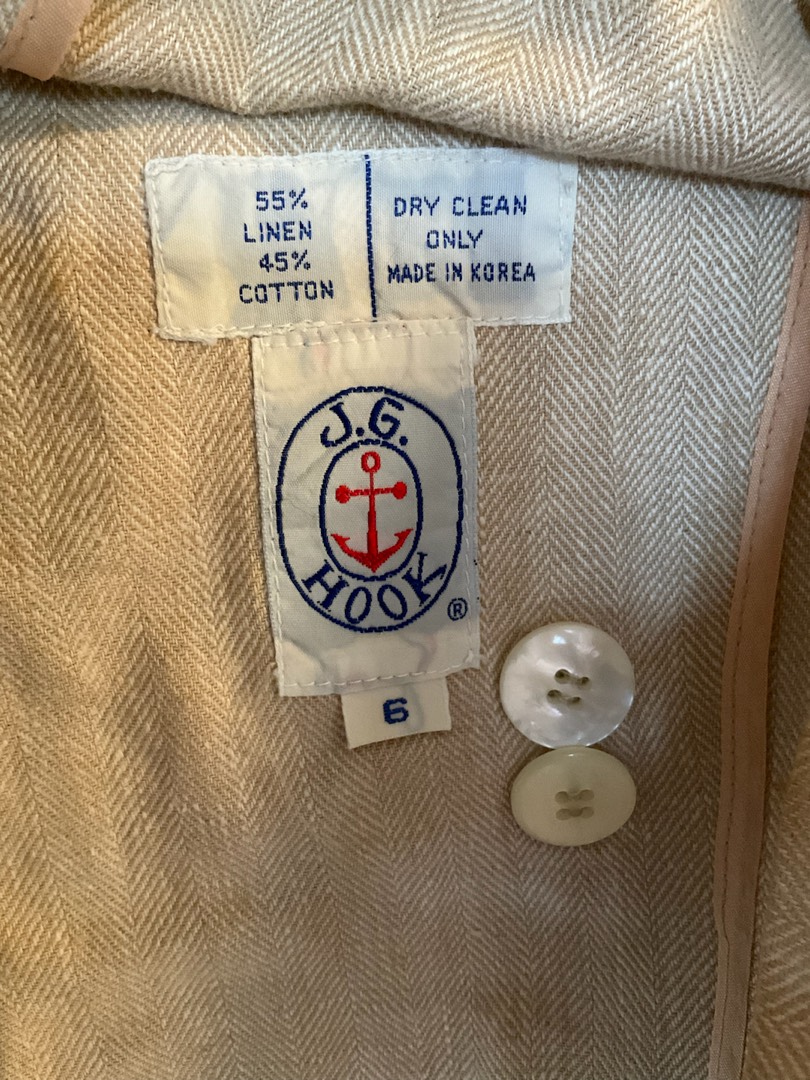 55%
LINEN
45%
COTTON
DRY CLEAN
ONLY
MADE IN KOREA
J.G.
HOOK
®
6